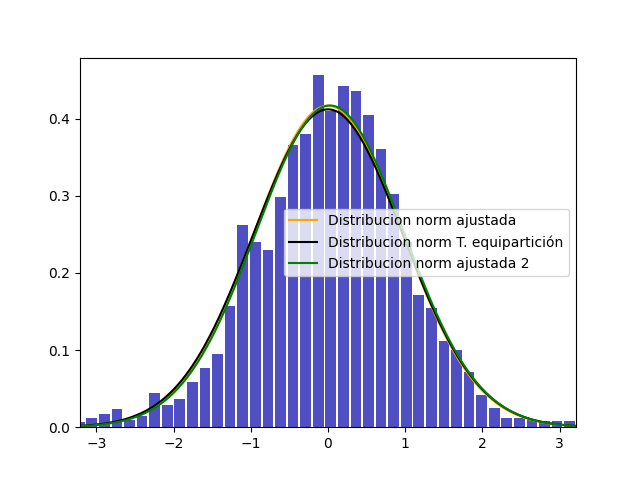 0.4
0.3
0.2
0.1
0.0
Distribucion norm ajustada
Distribucion norm T. equipartición
Distribucion norm ajustada 2
−3 −2 −1 0 1 2 3